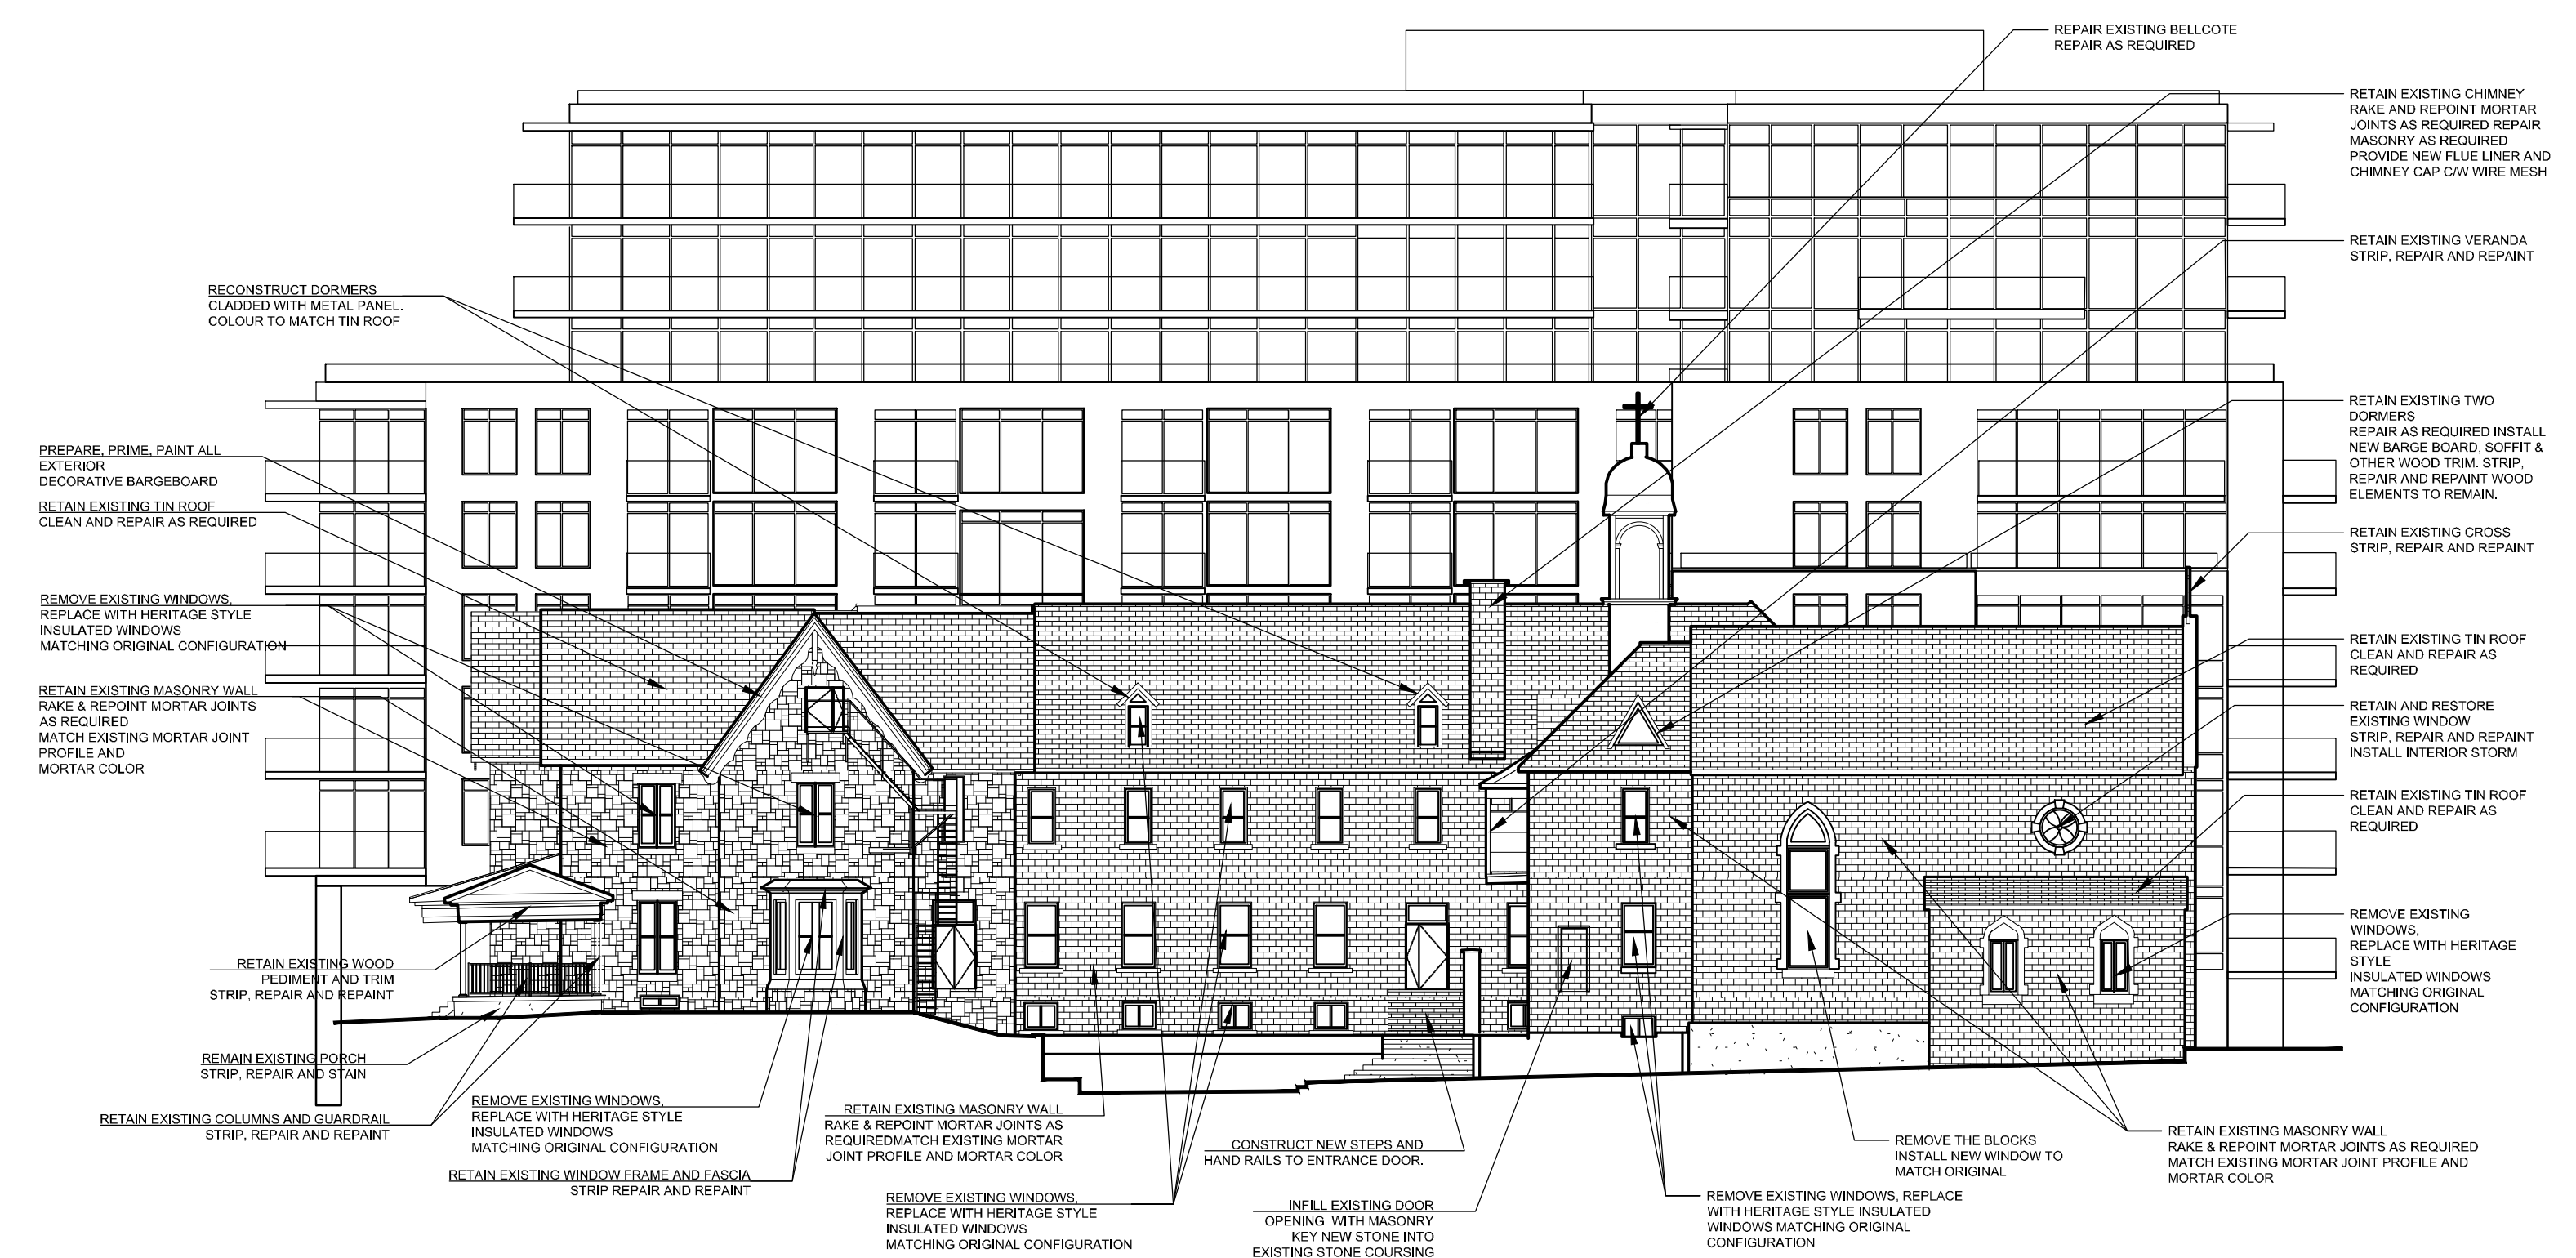 REPAIR EXISTING BELLCOTE
REPAIR AS REQUIRED
RETAIN EXISTING CHIMNEY
RAKE AND REPOINT MORTAR
JOINTS AS REQUIRED REPAIR
MASONRY AS REQUIRED
PROVIDE NEW FLUE LINER AND
CHIMNEY CAP C/W WIRE MESH
RETAIN EXISTING VERANDA
STRIP, REPAIR AND REPAINT
RECONSTRUCT DORMERS
CLADDED WITH METAL PANEL.
COLOUR TO MATCH TIN ROOF
RETAIN EXISTING TWO
DORMERS
REPAIR AS REQUIRED INSTALL
NEW BARGE BOARD, SOFFIT &
OTHER WOOD TRIM. STRIP,
REPAIR AND REPAINT WOOD
ELEMENTS TO REMAIN.
PREPARE, PRIME, PAINT ALL
EXTERIOR
DECORATIVE BARGEBOARD
RETAIN EXISTING TIN ROOF
CLEAN AND REPAIR AS REQUIRED
RETAIN EXISTING CROSS
STRIP, REPAIR AND REPAINT
REMOVE EXISTING WINDOWS,
REPLACE WITH HERITAGE STYLE
INSULATED WINDOWS
MATCHING ORIGINAL CONFIGURATION
RETAIN EXISTING TIN ROOF
CLEAN AND REPAIR AS
REQUIRED
RETAIN EXISTING MASONRY WALL
RAKE & REPOINT MORTAR JOINTS
AS REQUIRED
MATCH EXISTING MORTAR JOINT
PROFILE AND
MORTAR COLOR
RETAIN AND RESTORE
EXISTING WINDOW
STRIP, REPAIR AND REPAINT
INSTALL INTERIOR STORM
RETAIN EXISTING TIN ROOF
CLEAN AND REPAIR AS
REQUIRED
REMOVE EXISTING
WINDOWS,
REPLACE WITH HERITAGE
STYLE
INSULATED WINDOWS
MATCHING ORIGINAL
CONFIGURATION
RETAIN EXISTING WOOD
PEDIMENT AND TRIM
STRIP, REPAIR AND REPAINT
REMAIN EXISTING PORCH
STRIP, REPAIR AND STAIN
RETAIN EXISTING COLUMNS AND GUARDRAIL
STRIP, REPAIR AND REPAINT
REMOVE EXISTING WINDOWS,
REPLACE WITH HERITAGE STYLE
INSULATED WINDOWS
MATCHING ORIGINAL CONFIGURATION
RETAIN EXISTING WINDOW FRAME AND FASCIA
STRIP REPAIR AND REPAINT
RETAIN EXISTING MASONRY WALL
RAKE & REPOINT MORTAR JOINTS AS
REQUIREDMATCH EXISTING MORTAR
JOINT PROFILE AND MORTAR COLOR
REMOVE EXISTING WINDOWS,
REPLACE WITH HERITAGE STYLE
INSULATED WINDOWS
MATCHING ORIGINAL CONFIGURATION
CONSTRUCT NEW STEPS AND
HAND RAILS TO ENTRANCE DOOR.
INFILL EXISTING DOOR
OPENING WITH MASONRY
KEY NEW STONE INTO
EXISTING STONE COURSING
REMOVE THE BLOCKS
INSTALL NEW WINDOW TO
MATCH ORIGINAL
REMOVE EXISTING WINDOWS, REPLACE
WITH HERITAGE STYLE INSULATED
WINDOWS MATCHING ORIGINAL
CONFIGURATION
RETAIN EXISTING MASONRY WALL
RAKE & REPOINT MORTAR JOINTS AS REQUIRED
MATCH EXISTING MORTAR JOINT PROFILE AND
MORTAR COLOR